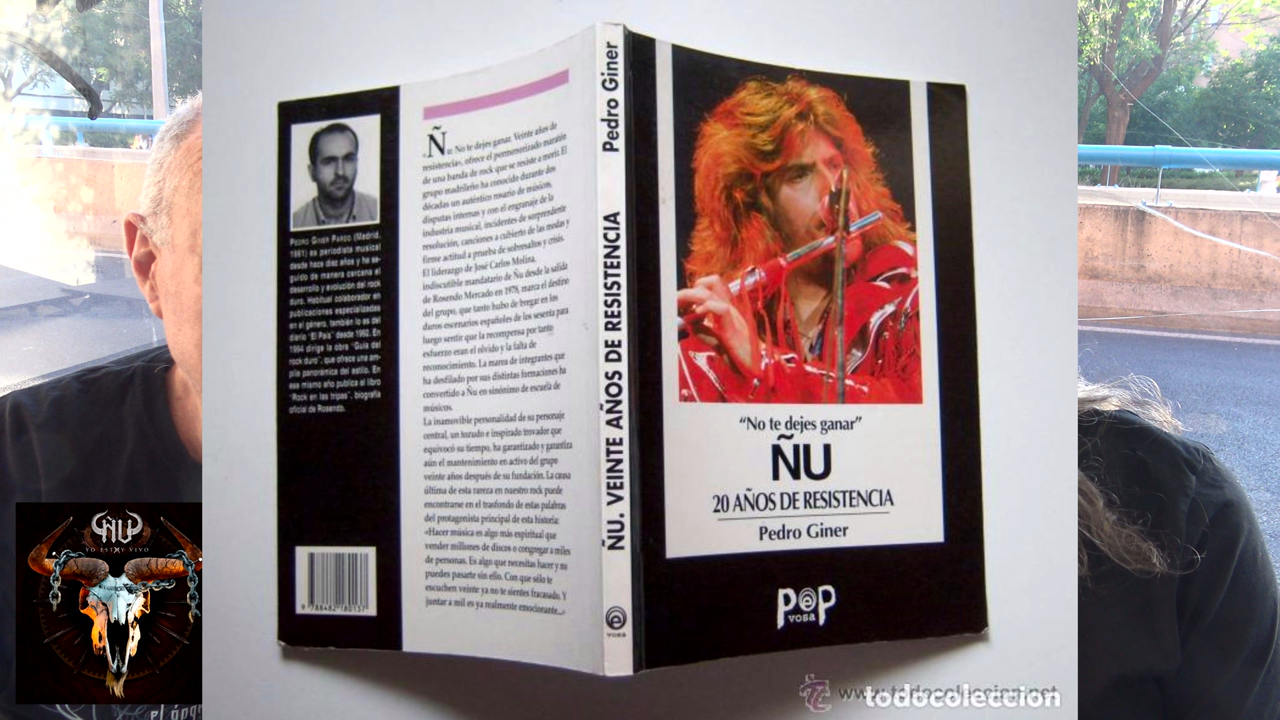 PEDRO GINER PARDO (Madrid,
1961) es periodista musical
desde hace diez años y ha se-
guido de manera cercana el
desarrollo y evolución del rock
duro. Habitual colaborador en
publicaciones especializadas
en el género, también lo es del
diario "El País" desde 1992. En
1994 dirige la obra "Guía del
rock duro", que ofrece una am-
plia panorámica del estilo. En
ese mismo año publica el libro
"Rock en las tripas", biografía
oficial de Rosendo.
9 788482 180137
«Ñu. No te dejes ganar. Veinte años de
resistencia», ofrece el pormenorizado maratón
de una banda de rock que se resiste a morir. El
grupo madrileño ha conocido durante dos
décadas un auténtico rosario de músicos,
disputas internas y con el engranaje de la
industria musical, incidentes de sorprendente
resolución, canciones a cubierto de las modas y
firme actitud a prueba de sobresaltos y crisis.
El liderazgo de José Carlos Molina,
indiscutible mandatario de Ñu desde la salida
de Rosendo Mercado en 1978, marca el destino
del grupo, que tanto hubo de bregar en los
duros escenarios españoles de los sesenta para
luego sentir que la recompensa por tanto
esfuerzo eran el olvido y la falta de
reconocimiento. La marea de integrantes que
ha desfilado por sus distintas formaciones ha
convertido a Ñu en sinónimo de escuela de
músicos.
La inamovible personalidad de su personaje
central, un tozudo e inspirado trovador que
equivocó su tiempo, ha garantizado y garantiza
aún el mantenimiento en activo del grupo
veinte años después de su fundación. La causa
última de esta rareza en nuestro rock puede
encontrarse en el trasfondo de estas palabras
del protagonista principal de esta historia:
«Hacer música es algo más espiritual que
vender millones de discos o congregar a miles
de personas. Es algo que necesitas hacer y no
puedes pasarte sin ello. Con que sólo te
escuchen veinte ya no te sientes fracasado. Y
juntar a mil es ya realmente emocionante...»
ÑU. VEINTE AÑOS DE RESISTENCIA Pedro Giner
e
VOSA
"No te dejes ganar"
ÑU
20 AÑOS DE RESISTENCIA
Pedro Giner
PeP
VOSA
ÑU
YO ESTOY VIVO
www.todocoleccion.net
todocoleccion